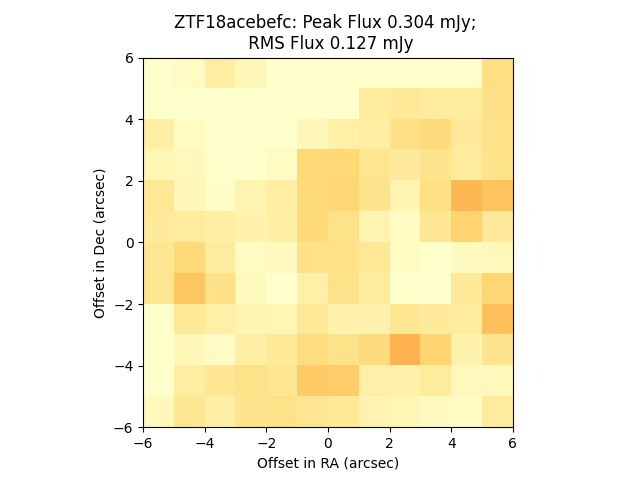 ZTF18acebefc: Peak Flux 0.304 mJy;
RMS Flux 0.127 mJy
6
4
2
0
−2
−4
−6
Offset in Dec (arcsec)
−6 −4 −2 0 2 4 6
Offset in RA (arcsec)